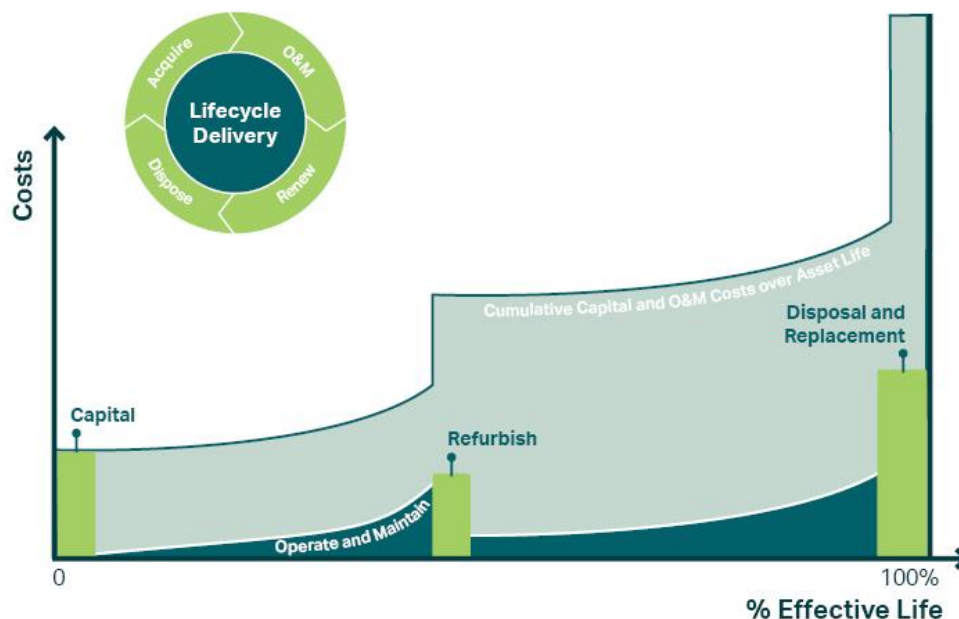 Acquire
O&M
Lifecycle
Delivery
Dispose
Renew
Costs
Cumulative Capital and O&M Costs over Asset Life
Disposal and
Replacement
Capital
Refurbish
Operate and Maintain
0
100%
% Effective Life